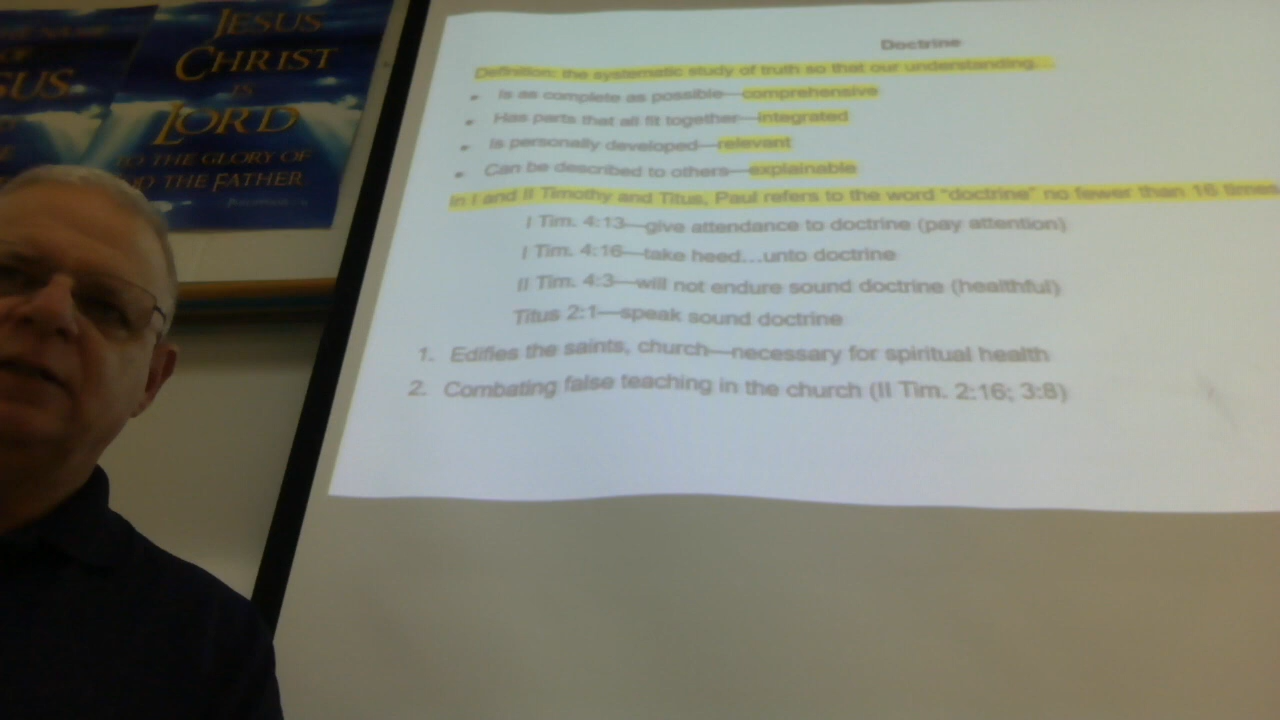 OF
SUS
JESUS
CHRIST
IS
LORD
TO THE GLORY OF
THE FATHER
Doctrine
Definition: the systematic study of truth so that our understanding...
• Is as complete as possible—comprehensive
• Has parts that all fit together—integrated
• Is personally developed—relevant
• Can be described to others—explainable
In I and II Timothy and Titus, Paul refers to the word "doctrine" no fewer than 16 times
I Tim. 4:13—give attendance to doctrine (pay attention)
I Tim. 4:16—take heed...unto doctrine
II Tim. 4:3—will not endure sound doctrine (healthful)
Titus 2:1—speak sound doctrine
1. Edifies the saints, church—necessary for spiritual health
2. Combating false teaching in the church (II Tim. 2:16; 3:8)